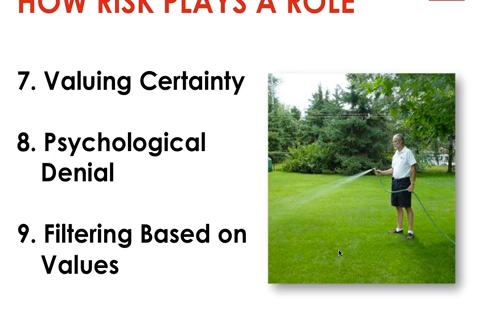 HOW RISK PLAYS A ROLE
7. Valuing Certainty
8. Psychological
Denial
9. Filtering Based on
Values